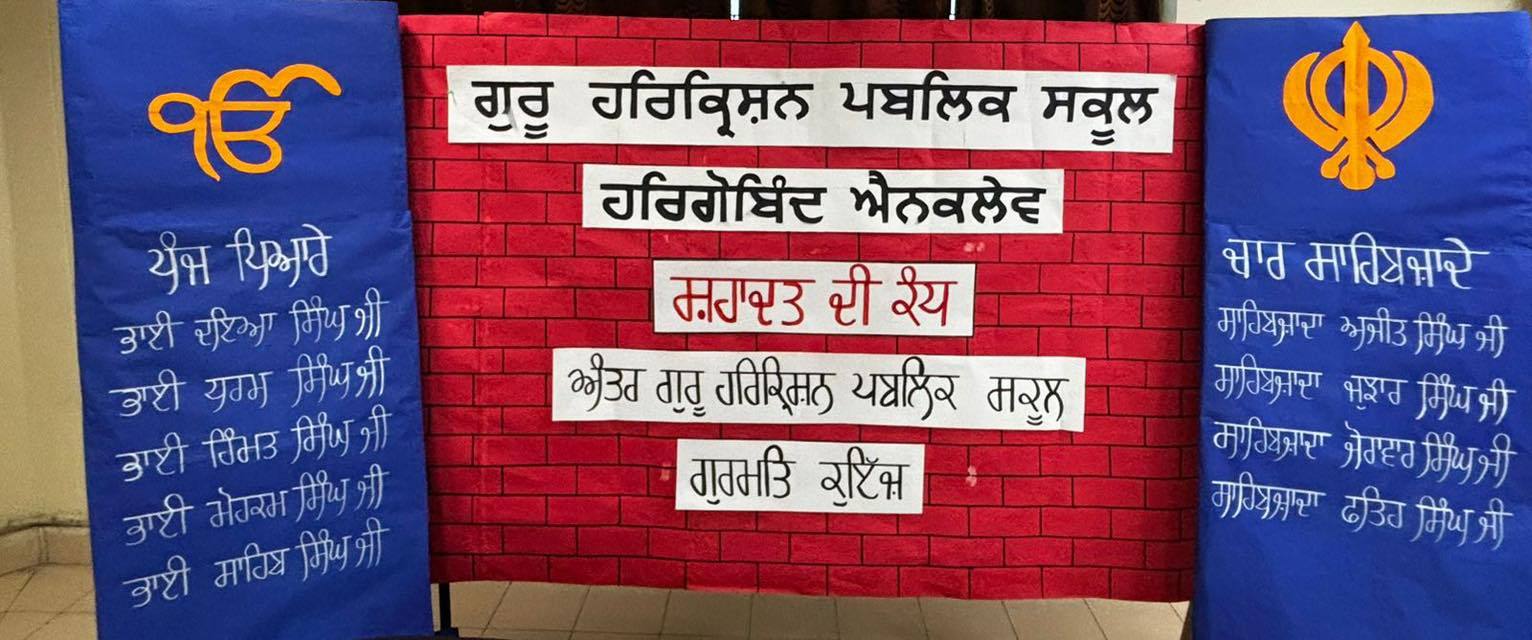 ੴ
ਪੰਜ ਪਿਆਰੇ
ਭਾਈ ਦਇਆ ਸਿੰਘ ਜੀ
ਭਾਈ ਧਰਮ ਸਿੰਘ ਜੀ
ਭਾਈ ਹਿੰਮਤ ਸਿੰਘ ਜੀ
ਭਾਈ ਮੋਹਕਮ ਸਿੰਘ ਜੀ
ਭਾਈ ਸਾਹਿਬ ਸਿੰਘ ਜੀ
ਗੁਰੂ ਹਰਿਕ੍ਰਿਸ਼ਨ ਪਬਲਿਕ ਸਕੂਲ
ਹਰਿਗੋਬਿੰਦ ਐਨਕਲੇਵ
ਸ਼ਹਾਦਤ ਦੀ ਕੰਧ
ਅੰਤਰ ਗੁਰੂ ਹਰਿਕ੍ਰਿਸ਼ਨ ਪਬਲਿਕ ਸਕੂਲ
ਗੁਰਮਤਿ ਕੁਇੱਜ਼
ਚਾਰ ਸਾਹਿਬਜ਼ਾਦੇ
ਸਾਹਿਬਜ਼ਾਦਾ ਅਜੀਤ ਸਿੰਘ ਜੀ
ਸਾਹਿਬਜ਼ਾਦਾ ਜੁਝਾਰ ਸਿੰਘ ਜੀ
ਸਾਹਿਬਜ਼ਾਦਾ ਜੋਰਾਵਰ ਸਿੰਘ ਜੀ
ਸਾਹਿਬਜ਼ਾਦਾ ਫਤਿਹ ਸਿੰਘ ਜੀ